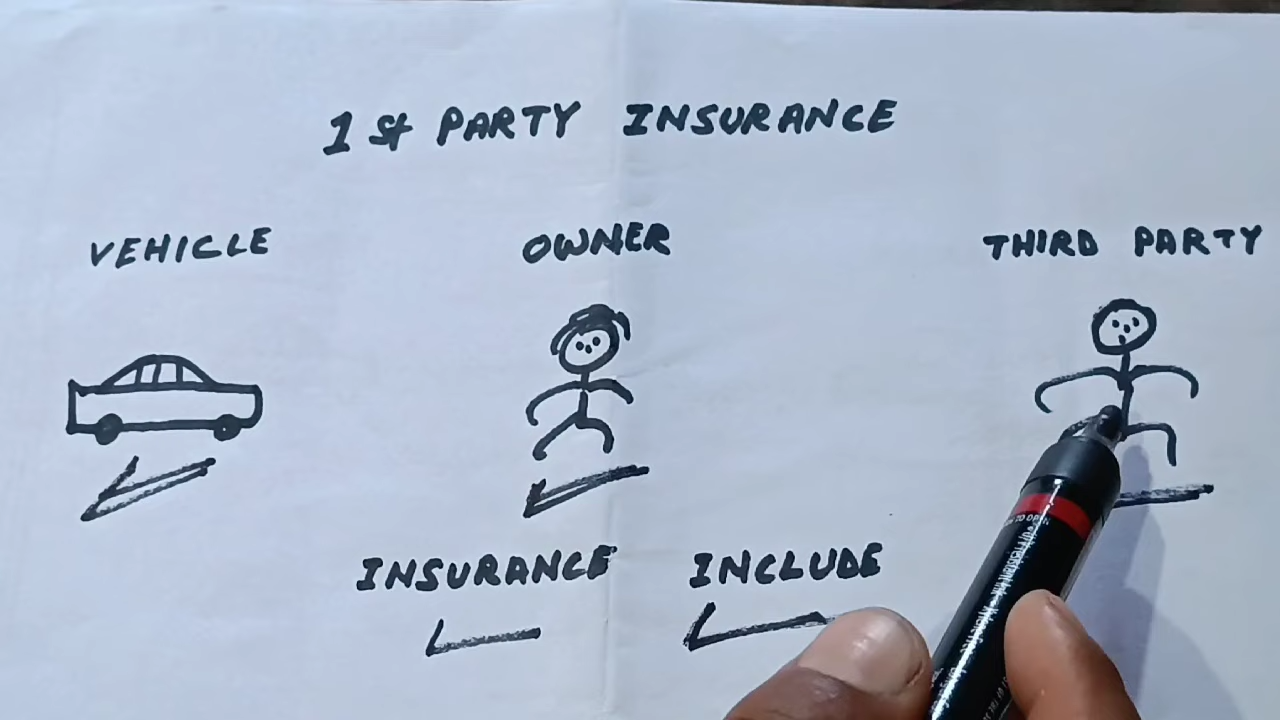 1st PARTY INSURANCE
VEHICLE OWNER THIRD PARTY
INSURANCE INCLUDE